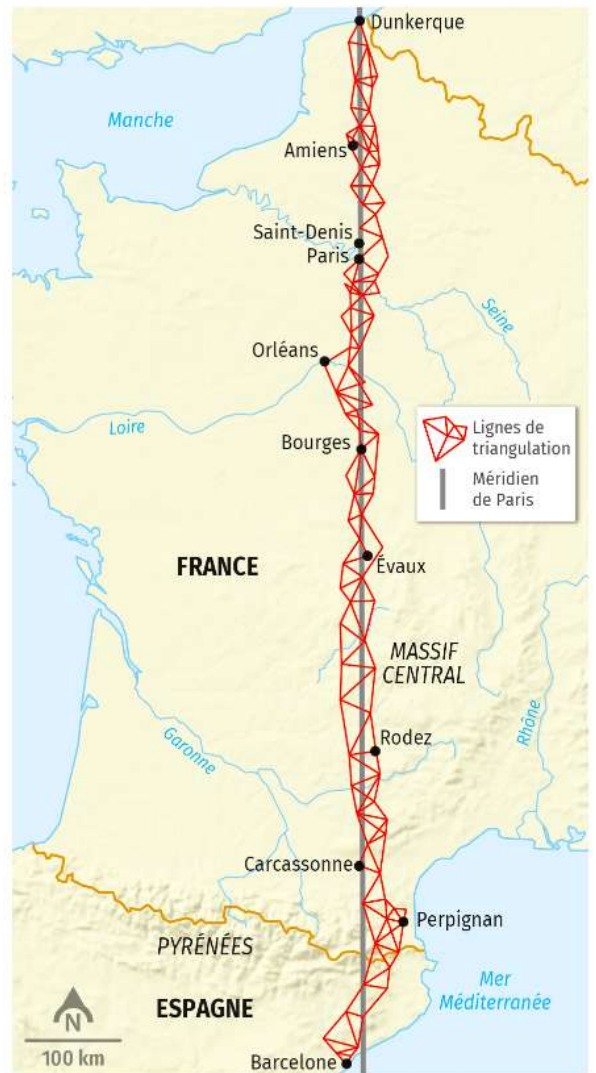 Dunkerque
Manche
Amiens
Saint-Denis
Paris
Seine
Orléans
Loire
Bourges
Lignes de
triangulation
Méridien
de Paris
FRANCE
Évaux
MASSIF
CENTRAL
Rhône
Garonne
Rodez
Carcassonne
Perpignan
PYRÉNÉES
Mer
Méditerranée
ESPAGNE
N
100 km
Barcelone